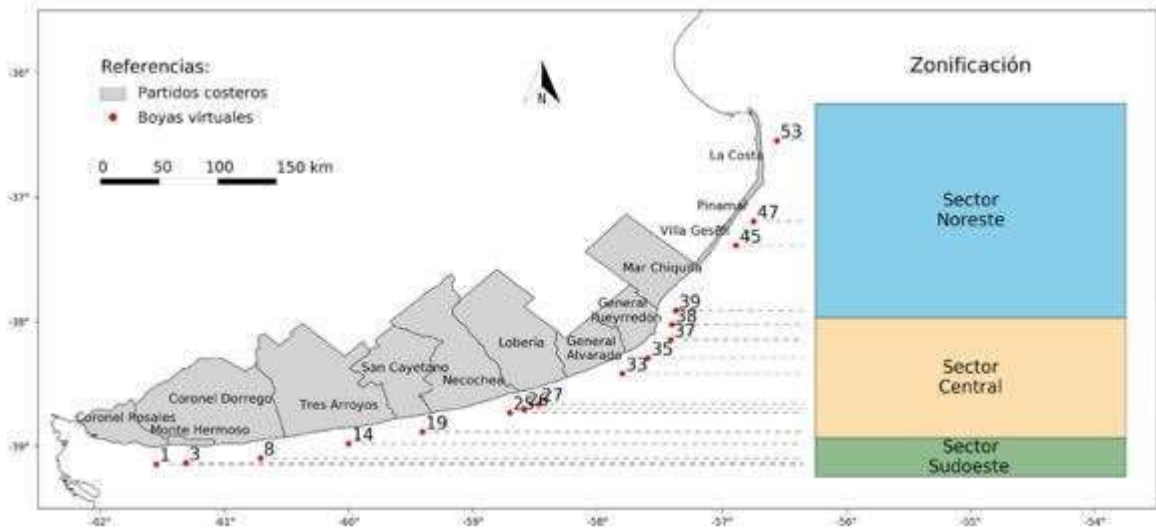 Referencias:
Partidos costeros
Boyas virtuales
0 50 100 150 km
N
Zonificación
-36°
-37°
-38°
-39°
53
La Costa
Pinamar
47
Villa Gesell
45
Mar Chiquita
39
General
Pueyrredón
38
37
General
Alvarado
35
33
Lobería
San Cayetano
Necochea
27
26
25
Coronel Dorrego
Tres Arroyos
19
Coronel Rosales
Monte Hermoso
14
8
3
1
Sector
Noreste
Sector
Central
Sector
Sudoeste
-62° -61° -60° -59° -58° -57° -56° -55° -54°